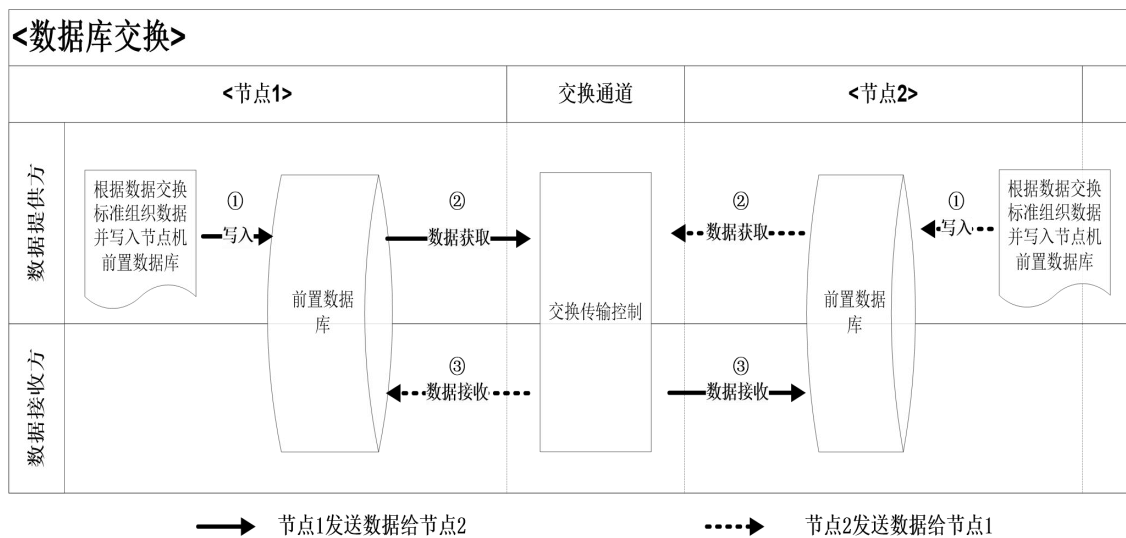 <数据库交换>
<节点1>
交换通道
<节点2>
数据提供方
根据数据交换
标准组织数据
并写入节点机
前置数据库
①
写入
②
数据获取
②
数据获取
①
写入
根据数据交换
标准组织数据
并写入节点机
前置数据库
前置数据
库
交换传输控制
前置数据
库
数据接收方
③
数据接收
③
数据接收
节点1发送数据给节点2
节点2发送数据给节点1